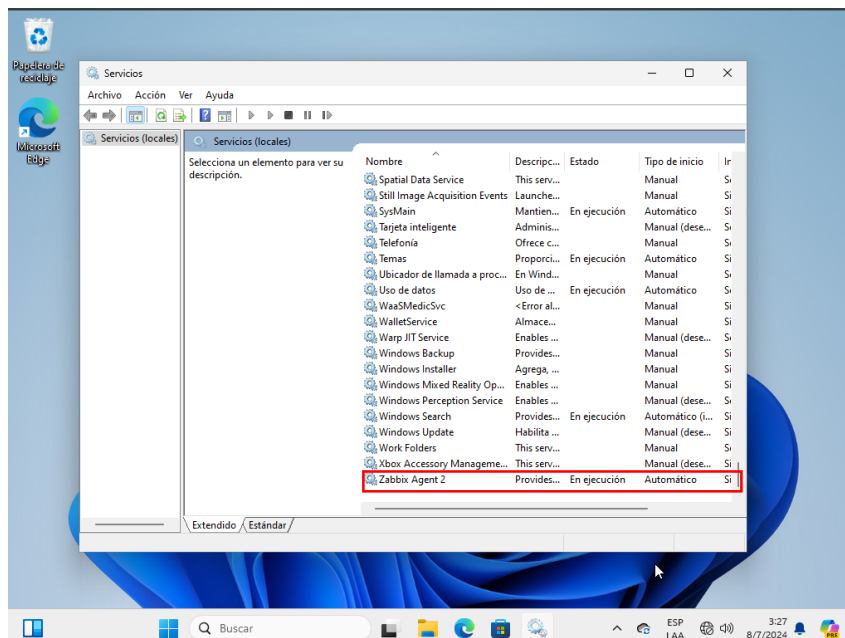 Papelera de
reciclaje
Microsoft
Edge
Servicios
Archivo Acción Ver Ayuda
Servicios (locales)
Servicios (locales)
Selecciona un elemento para ver su
descripción.
Nombre Descripc... Estado Tipo de inicio
Spatial Data Service This serv... Manual
Still Image Acquisition Events Launche... Manual
SysMain Mantien... En ejecución Automático
Tarjeta inteligente Adminis... Manual (dese...
Telefonía Ofrece c... Manual
Temas Proporci... En ejecución Automático
Ubicador de llamada a proc... En Wind... Manual
Uso de datos Uso de ... En ejecución Automático
WaaSMedicSvc <Error al... Manual
WalletService Almace... Manual
Warp JIT Service Enables ... Manual (dese...
Windows Backup Provides... Manual
Windows Installer Agrega, ... Manual
Windows Mixed Reality Op... Enables ... Manual
Windows Perception Service Enables ... Manual (dese...
Windows Search Provides... En ejecución Automático (i...
Windows Update Habilita ... Manual (dese...
Work Folders This serv... Manual
Xbox Accessory Manageme... This serv... Manual (dese...
Zabbix Agent 2 Provides... En ejecución Automático
Extendido Estándar
Buscar
ESP
LAA
3:27
8/7/2024
PRE